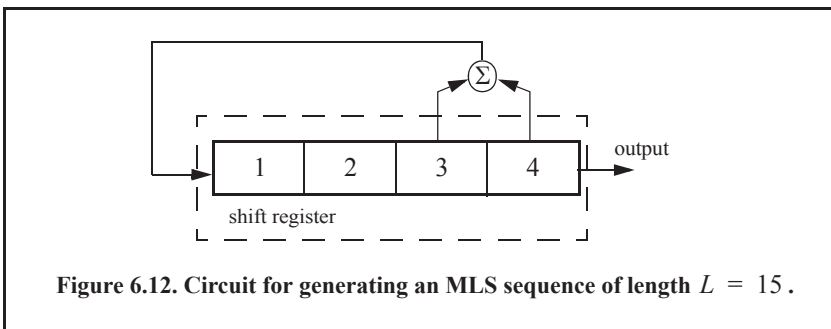 Σ
output
1 2 3 4
shift register
Figure 6.12. Circuit for generating an MLS sequence of length L = 15 .